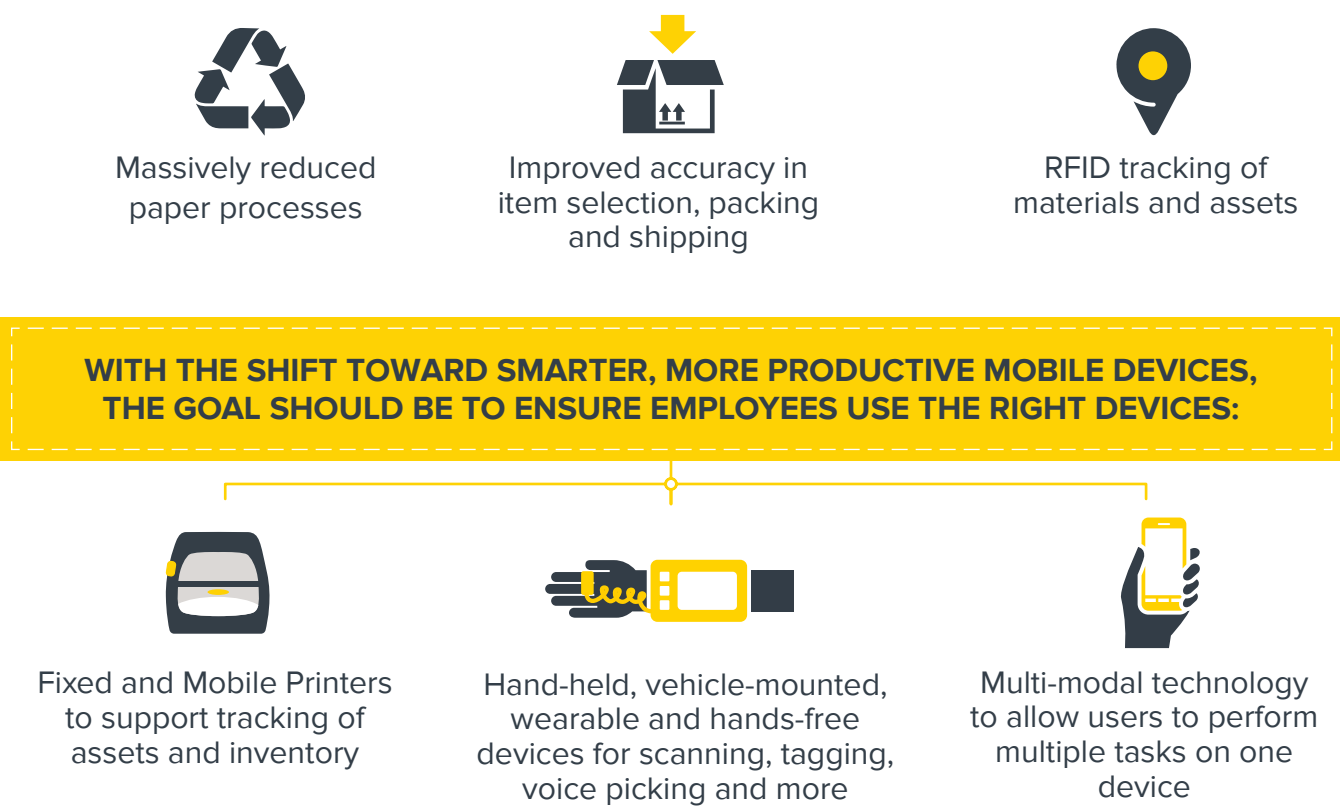 Massively reduced
paper processes
Improved accuracy in
item selection, packing
and shipping
RFID tracking of
materials and assets
WITH THE SHIFT TOWARD SMARTER, MORE PRODUCTIVE MOBILE DEVICES,
THE GOAL SHOULD BE TO ENSURE EMPLOYEES USE THE RIGHT DEVICES:
Fixed and Mobile Printers
to support tracking of
assets and inventory
Hand-held, vehicle-mounted,
wearable and hands-free
devices for scanning, tagging,
voice picking and more
Multi-modal technology
to allow users to perform
multiple tasks on one
device